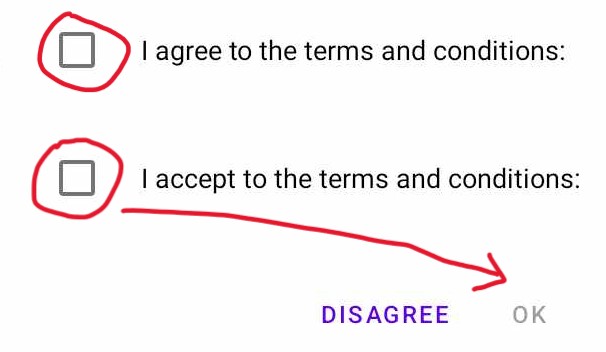 I agree to the terms and conditions:
I accept to the terms and conditions:
DISAGREE OK